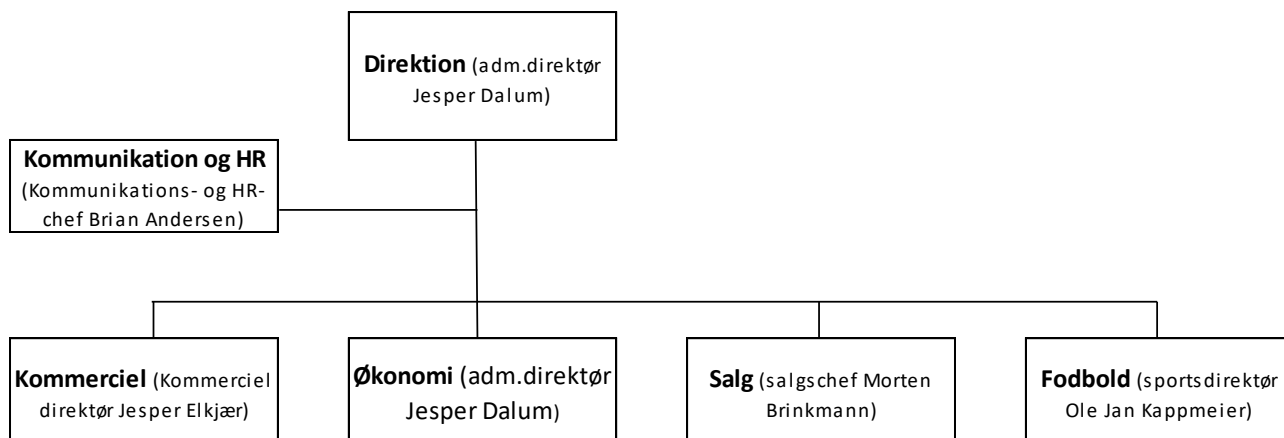 Direktion (adm.direktør
Jesper Dalum)
Kommunikation og HR
(Kommunikations- og HR-
chef Brian Andersen)
Kommerciel (Kommerciel
direktør Jesper Elkjær)
Økonomi (adm.direktør
Jesper Dalum)
Salg (salgschef Morten
Brinkmann)
Fodbold (sportsdirektør
Ole Jan Kappmeier)